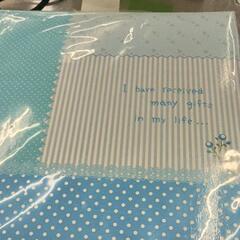 I have received
many gifts
in my life...